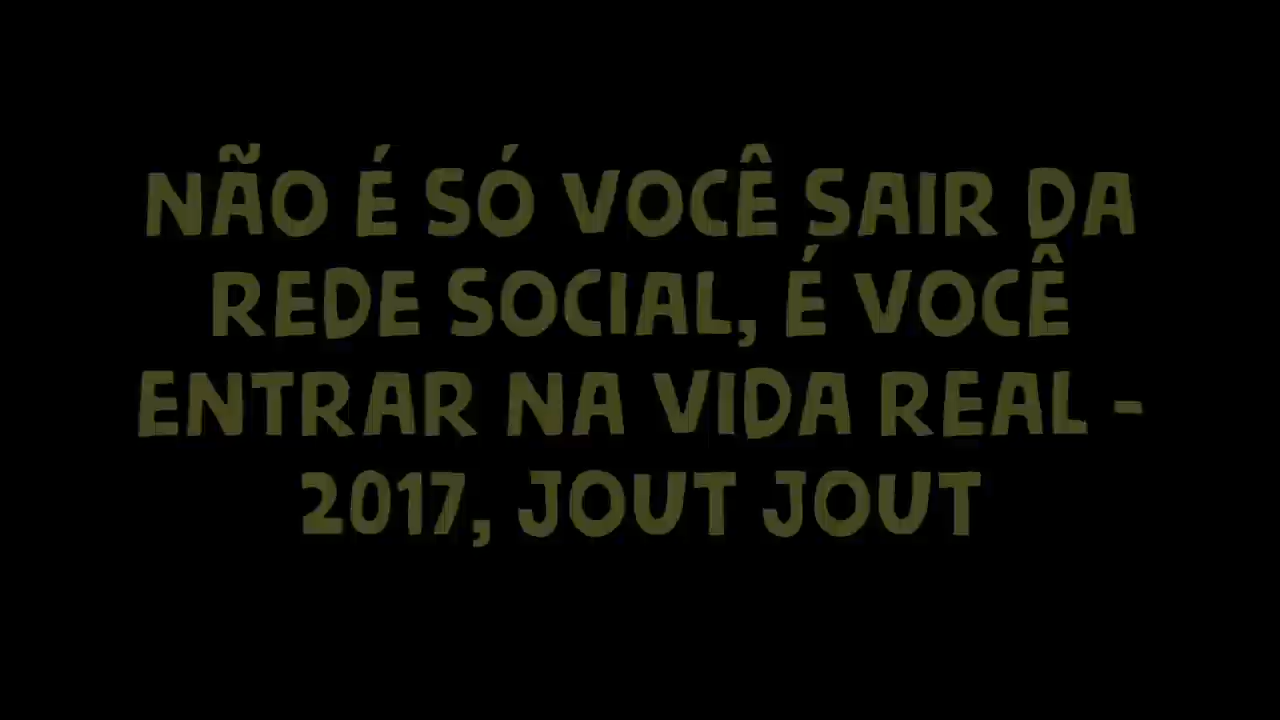 NÃO É SÓ VOCÊ SAIR DA
REDE SOCIAL, É VOCÊ
ENTRAR NA VIDA REAL -
2017, JOUT JOUT